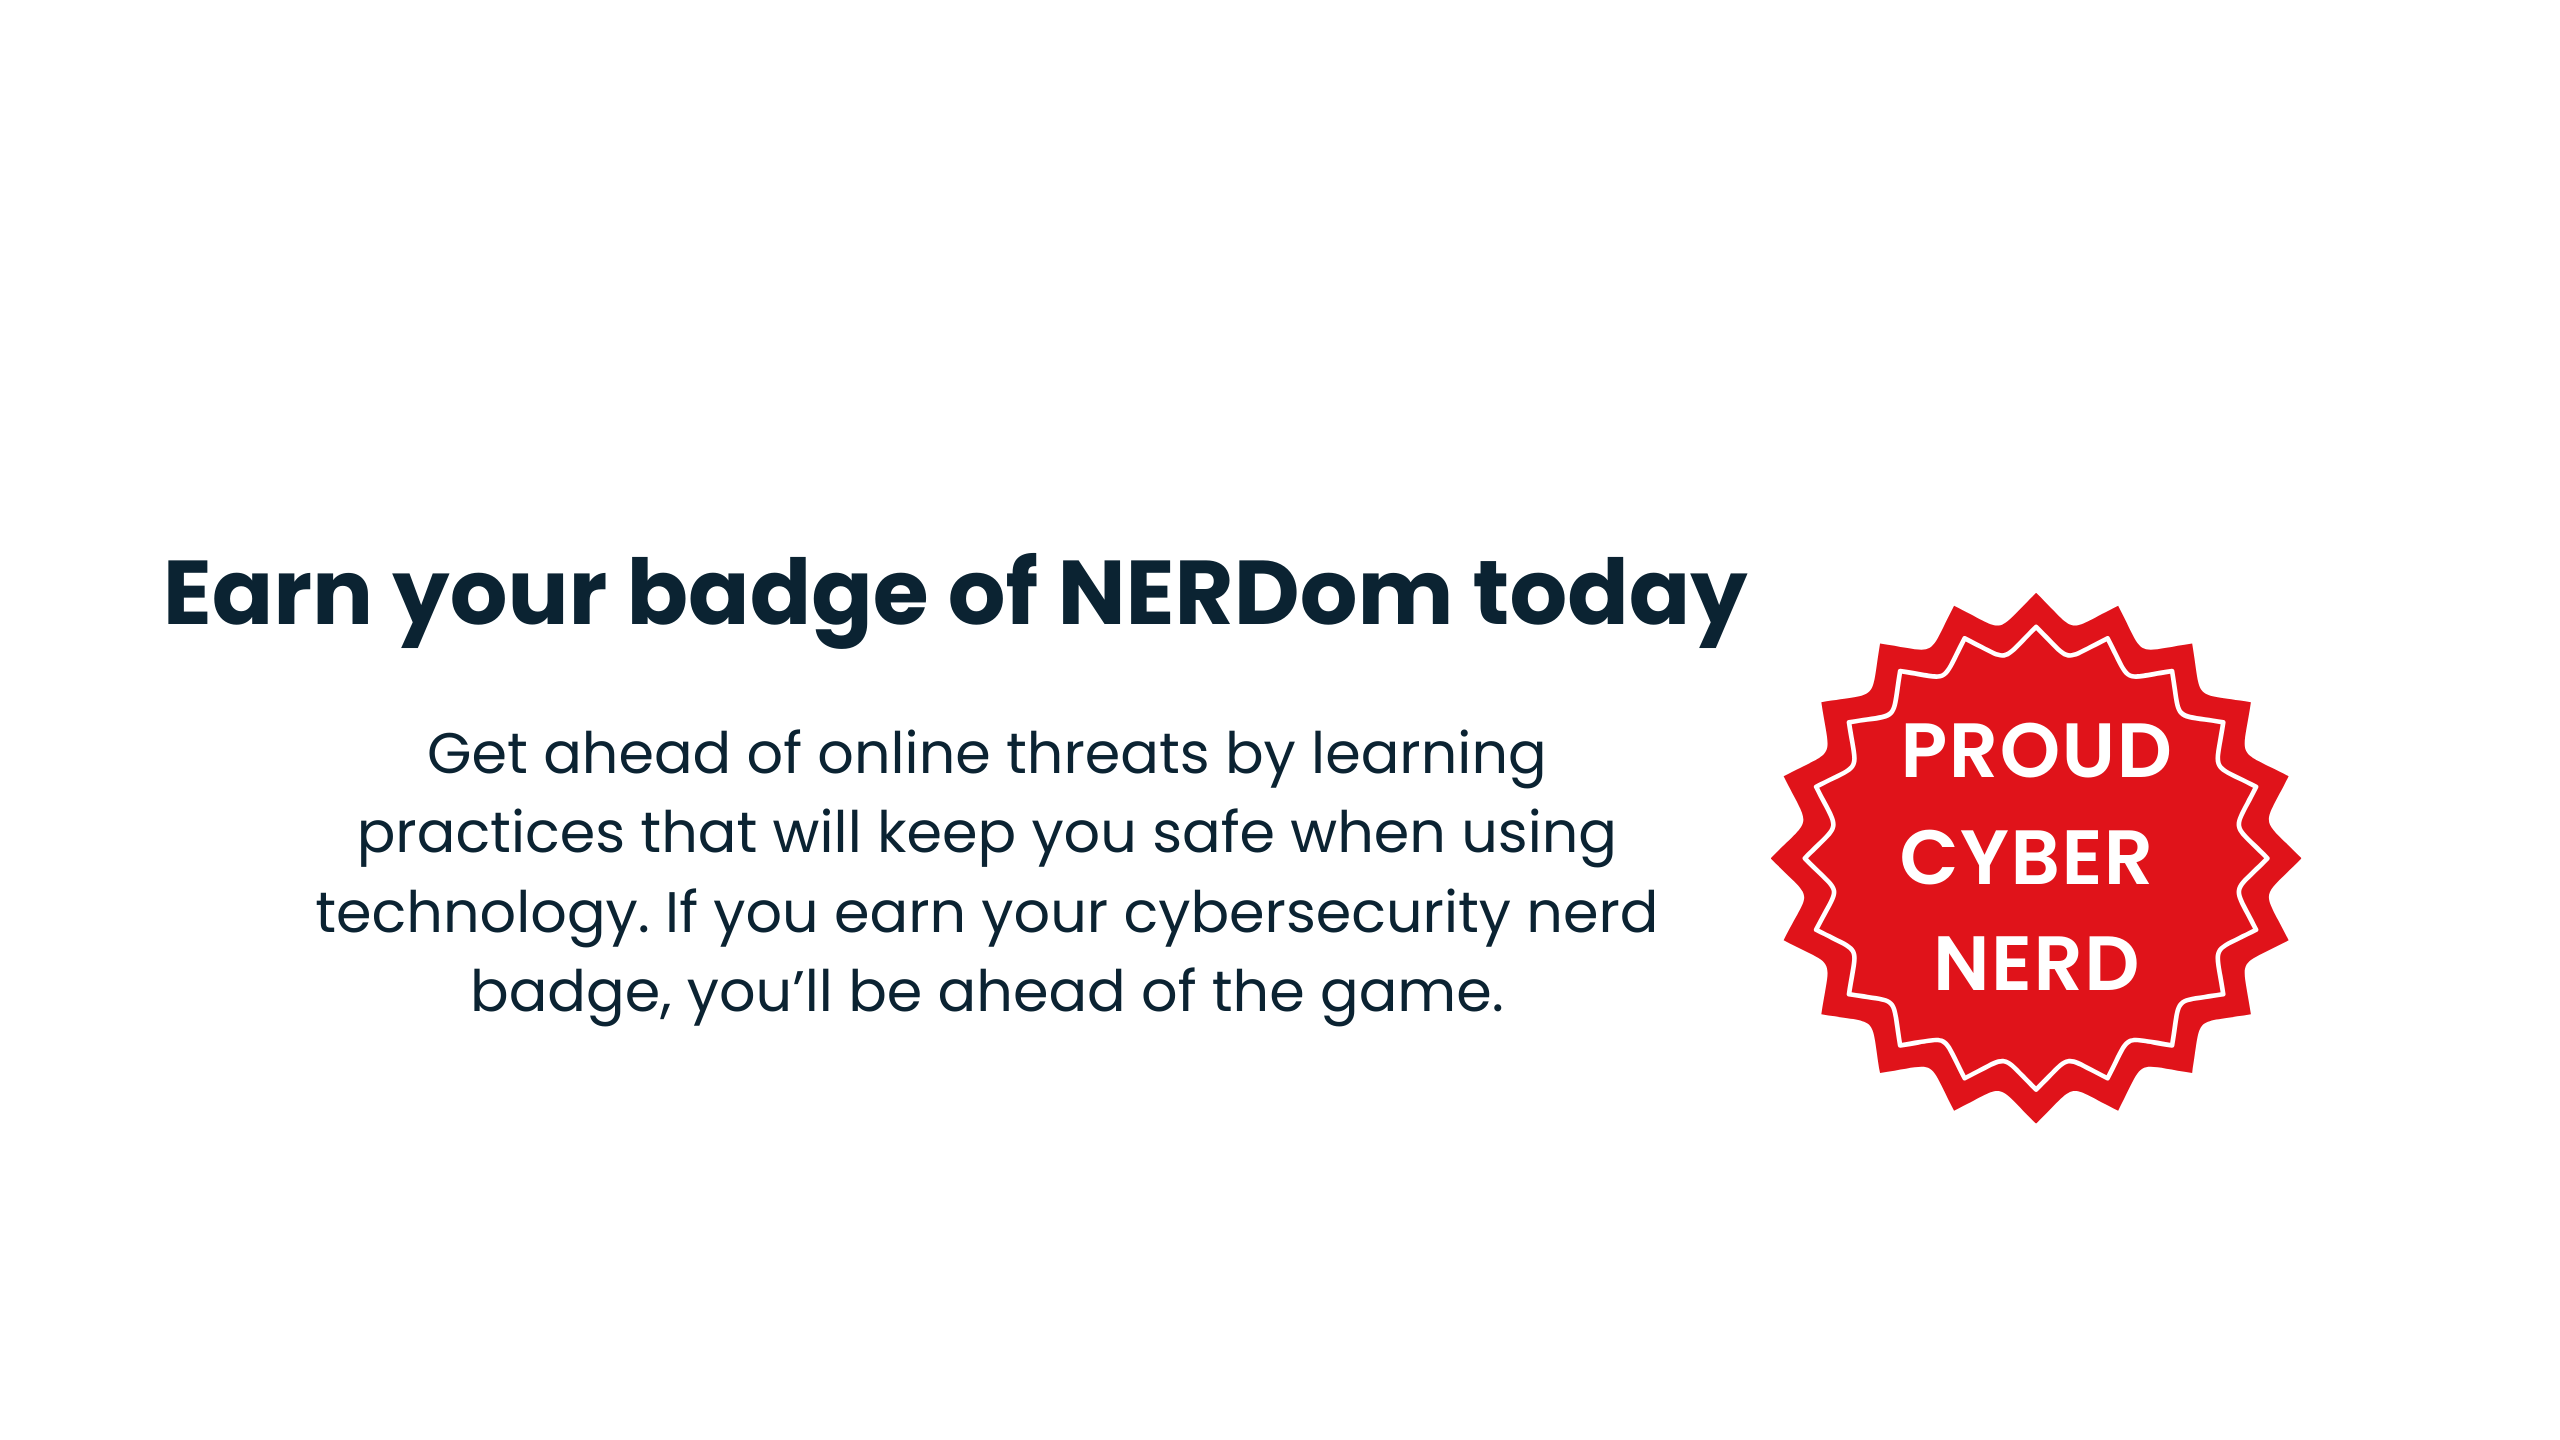 Earn your badge of NERDom today
Get ahead of online threats by learning
practices that will keep you safe when using
technology. If you earn your cybersecurity nerd
badge, you’ll be ahead of the game.
PROUD
CYBER
NERD